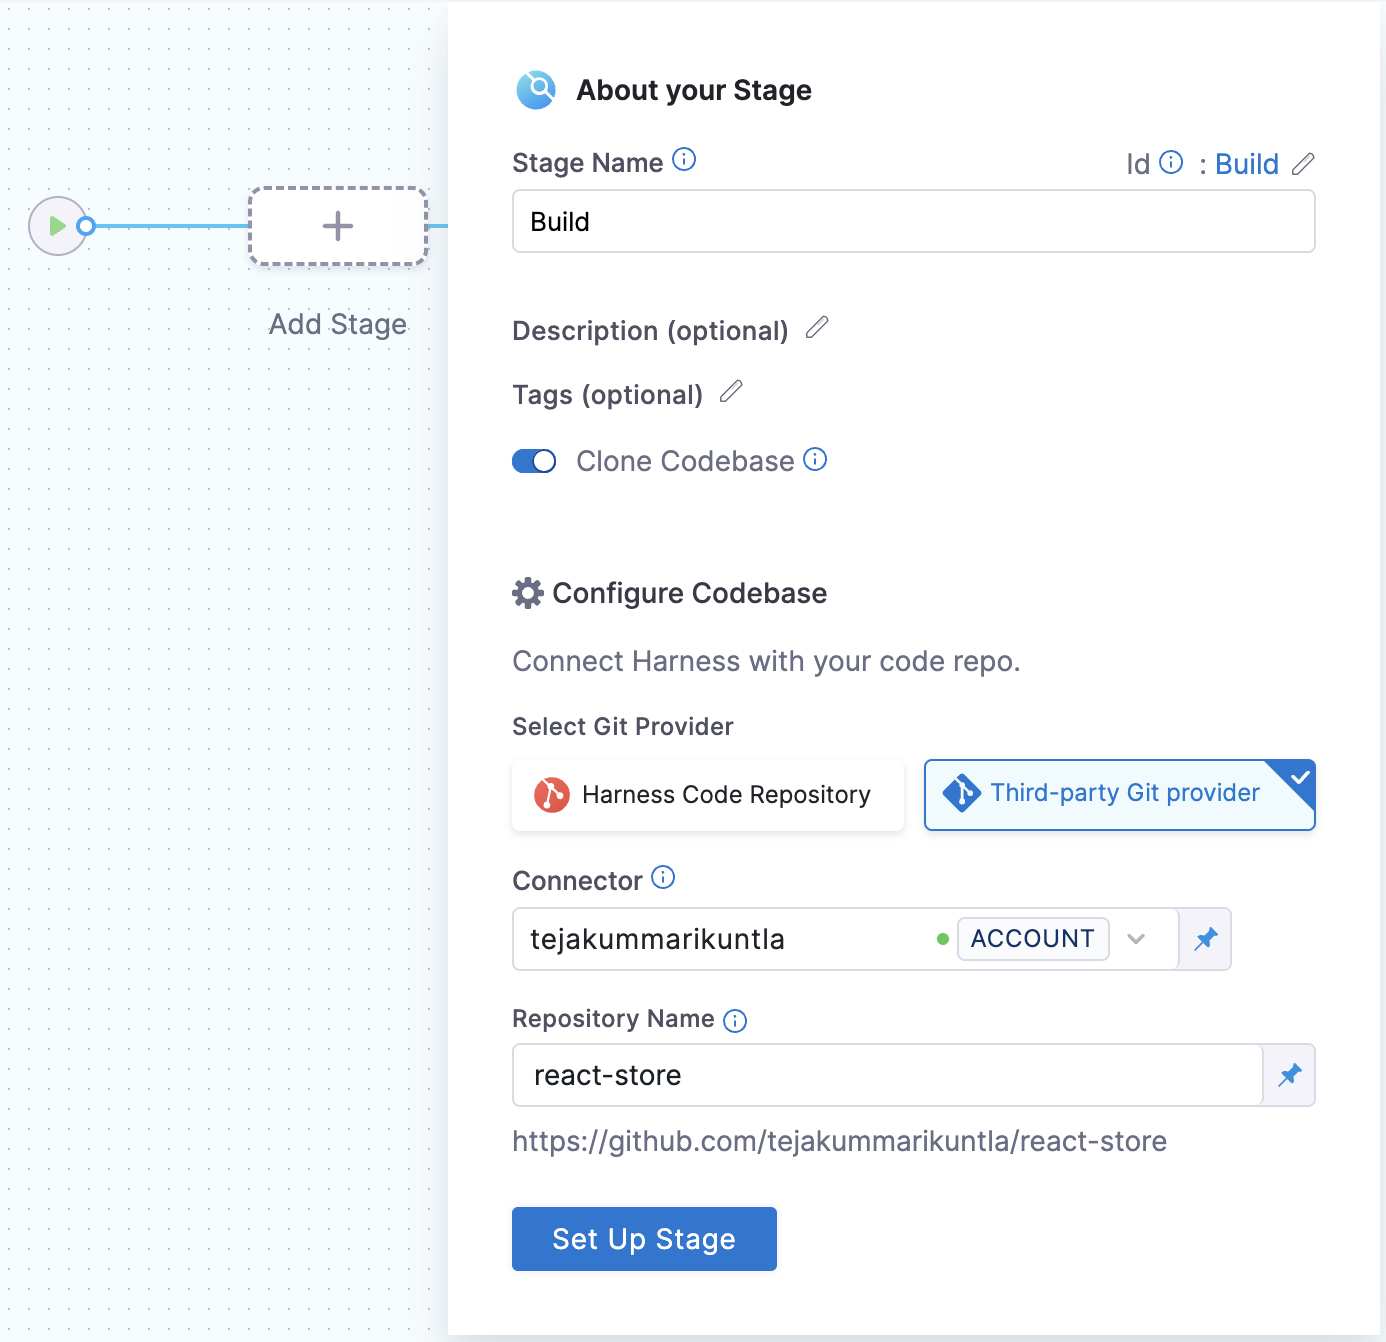 Add Stage
About your Stage
Stage Name
Id : Build
Build
Description (optional)
Tags (optional)
Clone Codebase
Configure Codebase
Connect Harness with your code repo.
Select Git Provider
Harness Code Repository
Third-party Git provider
Connector
tejakummarikuntla ACCOUNT
Repository Name
react-store
https://github.com/tejakummarikuntla/react-store
Set Up Stage